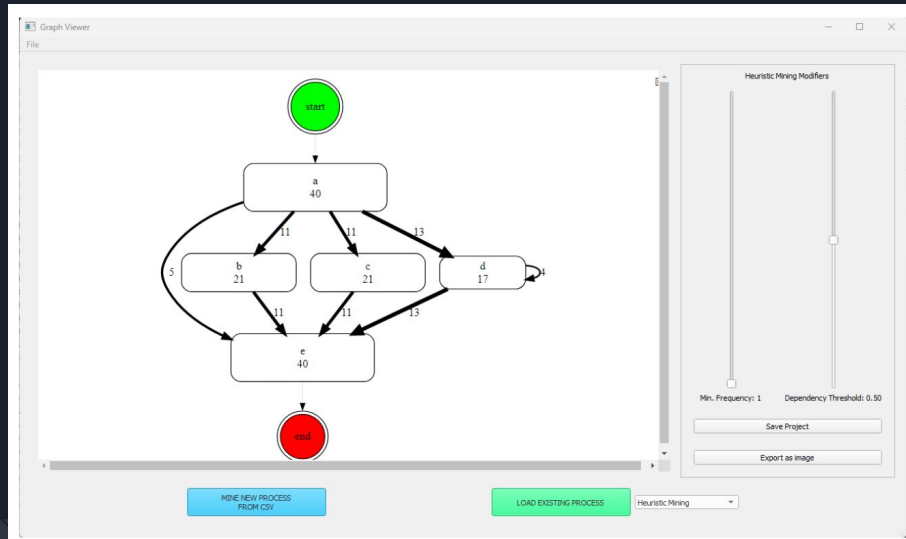 Graph Viewer
File
Heuristic Mining Modifiers
start
a
40
11
11
13
5
b
21
c
21
d
17
4
11
11
13
e
40
end
Min. Frequency: 1
Dependency Threshold: 0.50
Save Project
Export as image
MINE NEW PROCESS
FROM CSV
LOAD EXISTING PROCESS
Heuristic Mining